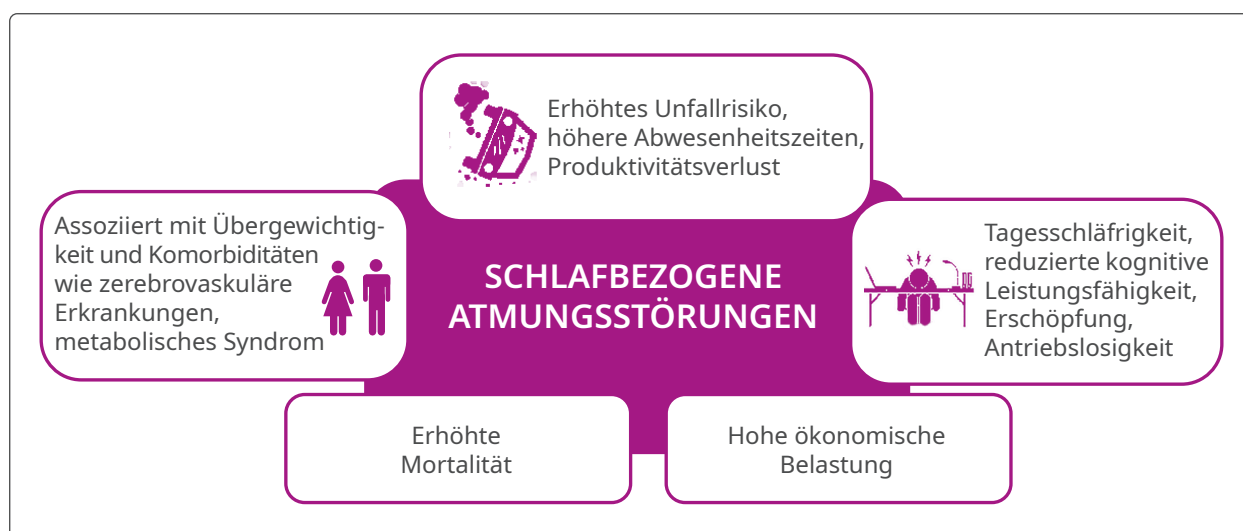 Erhöhtes Unfallrisiko,
höhere Abwesenheitszeiten,
Produktivitätsverlust
Assoziiert mit Übergewichtig-
keit und Komorbiditäten
wie zerebrovaskuläre
Erkrankungen,
metabolisches Syndrom
SCHLAFBEZOGENE
ATMUNGSSTÖRUNGEN
Tagesschläfrigkeit,
reduzierte kognitive
Leistungsfähigkeit,
Erschöpfung,
Antriebslosigkeit
Erhöhte
Mortalität
Hohe ökonomische
Belastung